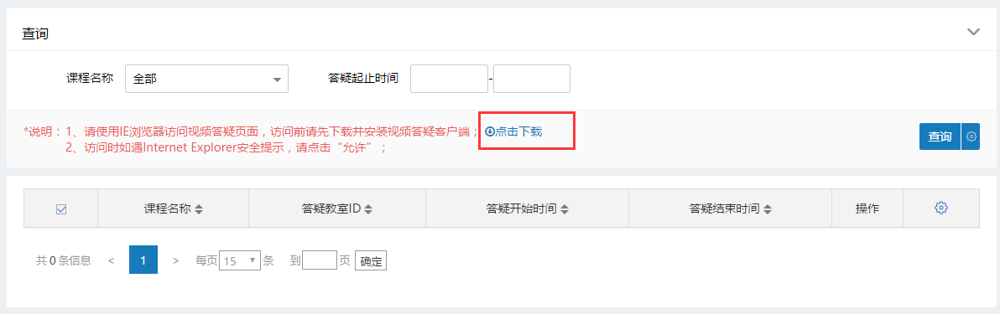 查询
课程名称 全部 答疑起止时间 -
*说明：1、请使用IE浏览器访问视频答疑页面，访问前请先下载并安装视频答疑客户端；点击下载
2、访问时如遇Internet Explorer安全提示，请点击“允许”；
查询
课程名称 答疑教室ID 答疑开始时间 答疑结束时间 操作
共 0 条信息 < 1 > 每页 15 条 到 页 确定